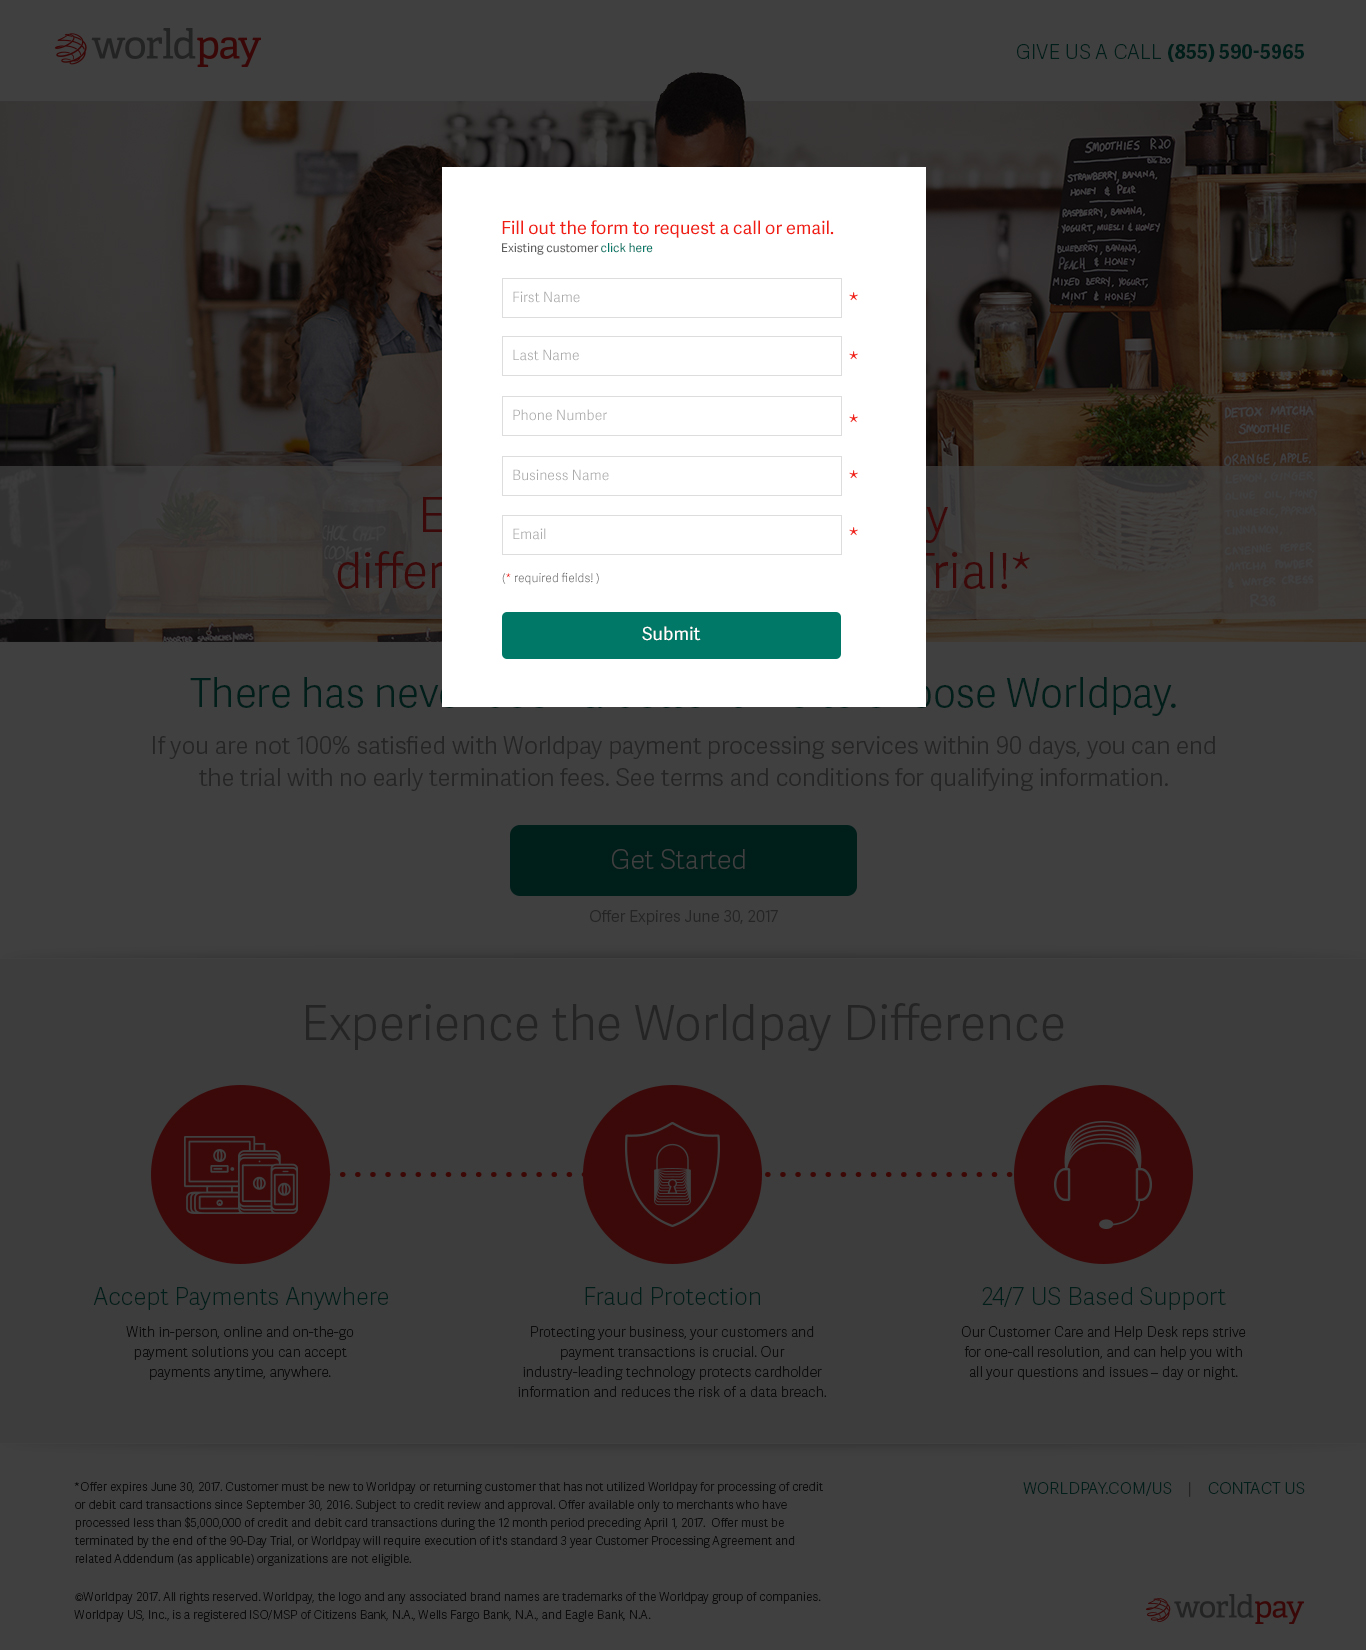 worldpay
GIVE US A CALL (855) 590-5965
SMOOTHIES R20
STRAWBERRY, BANANA,
HONEY & PEAR
RASPBERRY, BANANA,
YOGURT, MUESLI & HONEY
BLUEBERRY, BANANA,
PEACH & HONEY
MIXED BERRY, YOGURT,
MINT & HONEY
Fill out the form to request a call or email.
Existing customer click here
First Name *
Last Name *
Phone Number *
Business Name *
Email *
(* required fields! )
Submit
DETOX MATCHA
SMOOTHIE
ORANGE, APPLE,
E
y
differ
Trial!*
There has neve
oose Worldpay.
If you are not 100% satisfied with Worldpay payment processing services within 90 days, you can end
the trial with no early termination fees. See terms and conditions for qualifying information.
Get Started
Offer Expires June 30, 2017
Experience the Worldpay Difference
Accept Payments Anywhere
With in-person, online and on-the-go
payment solutions you can accept
payments anytime, anywhere.
Fraud Protection
Protecting your business, your customers and
payment transactions is crucial. Our
industry-leading technology protects cardholder
information and reduces the risk of a data breach.
24/7 US Based Support
Our Customer Care and Help Desk reps strive
for one-call resolution, and can help you with
all your questions and issues – day or night.
*Offer expires June 30, 2017. Customer must be new to Worldpay or returning customer that has not utilized Worldpay for processing of credit
or debit card transactions since September 30, 2016. Subject to credit review and approval. Offer available only to merchants who have
processed less than $5,000,000 of credit and debit card transactions during the 12 month period preceding April 1, 2017. Offer must be
terminated by the end of the 90-Day Trial, or Worldpay will require execution of it's standard 3 year Customer Processing Agreement and
related Addendum (as applicable) organizations are not eligible.
WORLDPAY.COM/US | CONTACT US
©Worldpay 2017. All rights reserved. Worldpay, the logo and any associated brand names are trademarks of the Worldpay group of companies.
Worldpay US, Inc., is a registered ISO/MSP of Citizens Bank, N.A., Wells Fargo Bank, N.A., and Eagle Bank, N.A.
worldpay